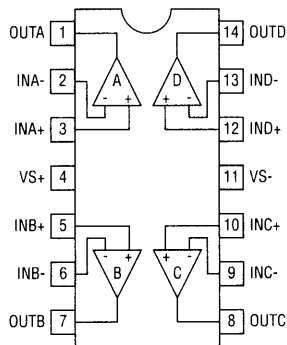 OUTA 1 14 OUTD
INA- 2 A D 13 IND-
- + + -
INA+ 3 12 IND+
VS+ 4 11 VS-
INB+ 5 10 INC+
- + + -
INB- 6 B C 9 INC-
OUTB 7 8 OUTC